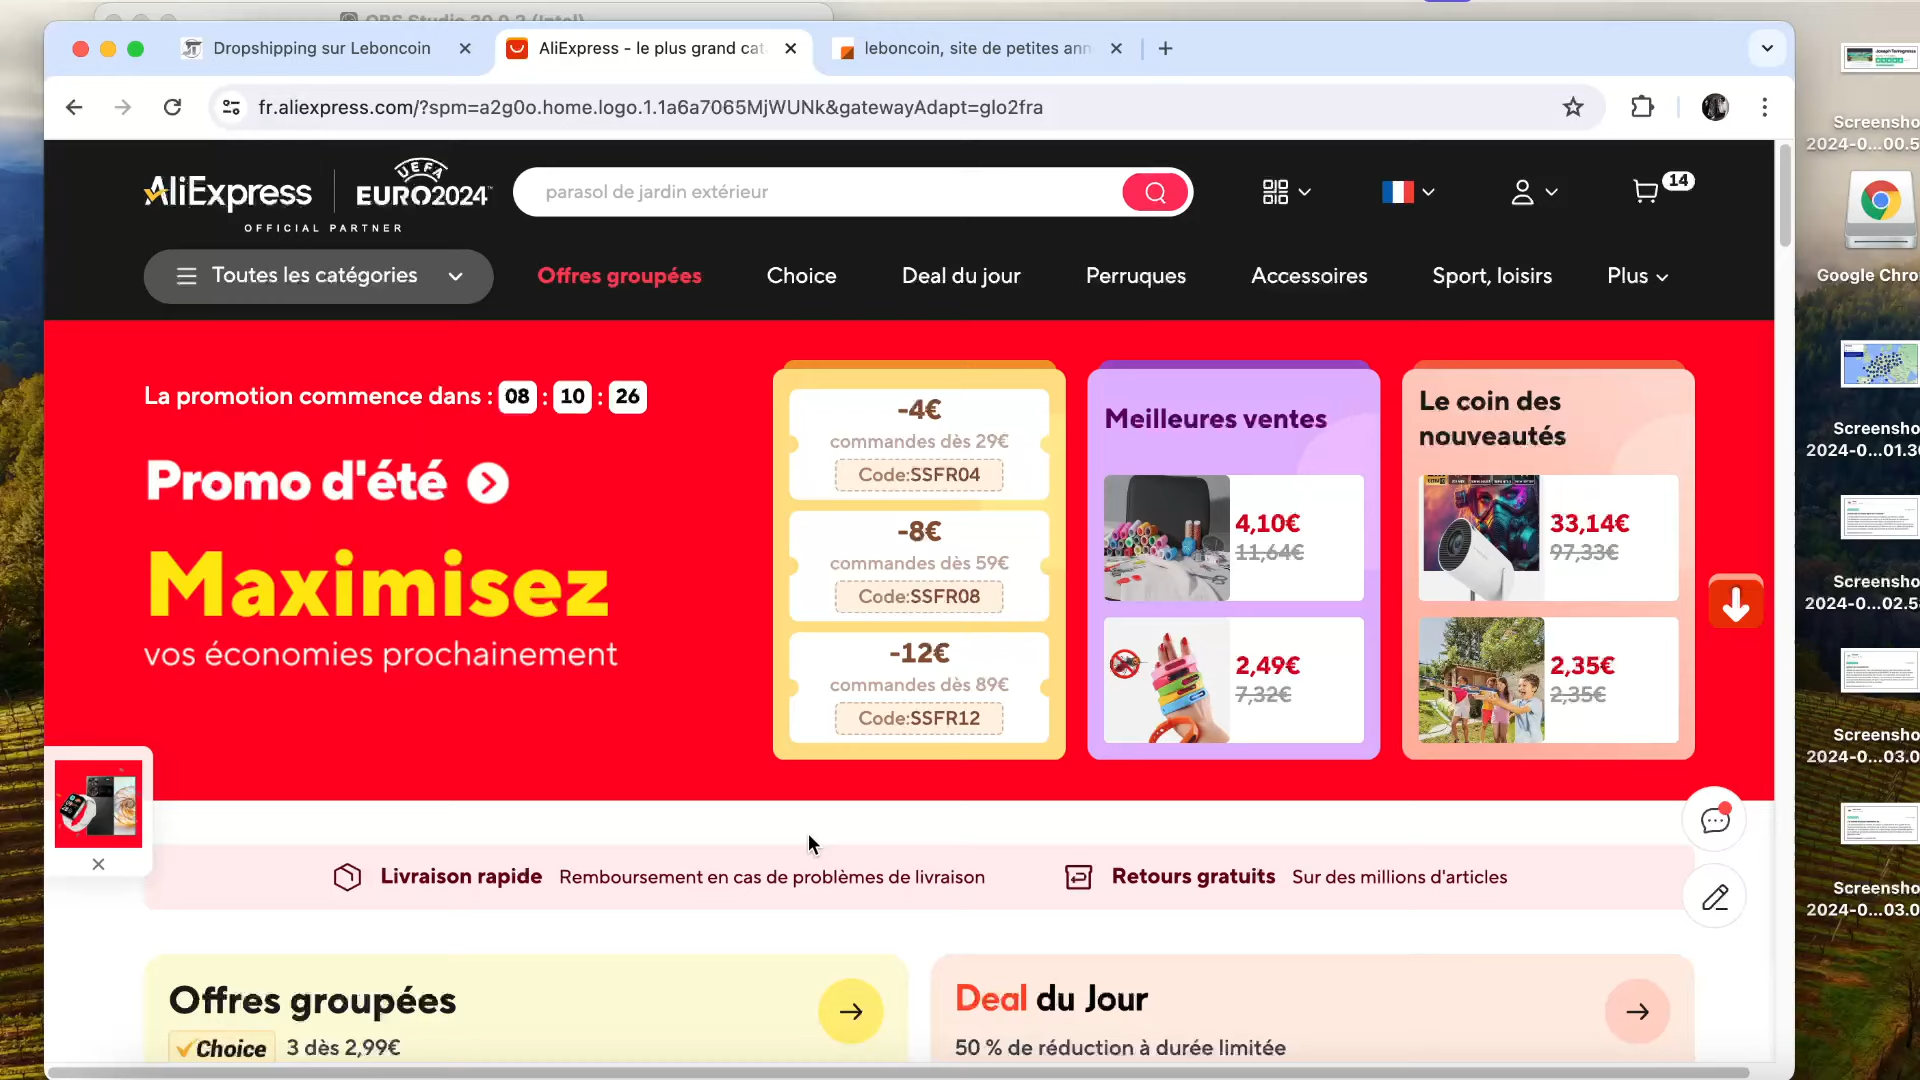 OBS Studio 30.0.2 (Intel)
Dropshipping sur Leboncoin
AliExpress - le plus grand cat
leboncoin, site de petites ann
fr.aliexpress.com/?spm=a2g0o.home.logo.1.1a6a7065MjWUNk&gatewayAdapt=glo2fra
AliExpress
UEFA
EURO2024
OFFICIAL PARTNER
parasol de jardin extérieur
14
Toutes les catégories
Offres groupées
Choice
Deal du jour
Perruques
Accessoires
Sport, loisirs
Plus
La promotion commence dans : 08 : 10 : 26
Promo d'été
Maximisez
vos économies prochainement
-4€
commandes dès 29€
Code:SSFR04
-8€
commandes dès 59€
Code:SSFR08
-12€
commandes dès 89€
Code:SSFR12
Meilleures ventes
4,10€
11,64€
2,49€
7,32€
Le coin des
nouveautés
33,14€
97,33€
2,35€
2,35€
Livraison rapide Remboursement en cas de problèmes de livraison
Retours gratuits Sur des millions d'articles
Offres groupées
Choice 3 dès 2,99€
Deal du Jour
50 % de réduction à durée limitée
Screensho
2024-0...00.5
Google Chro
Screensho
2024-0...01.3
Screensho
2024-0...02.5
Screensho
2024-0...03.0
Screensho
2024-0...03.0